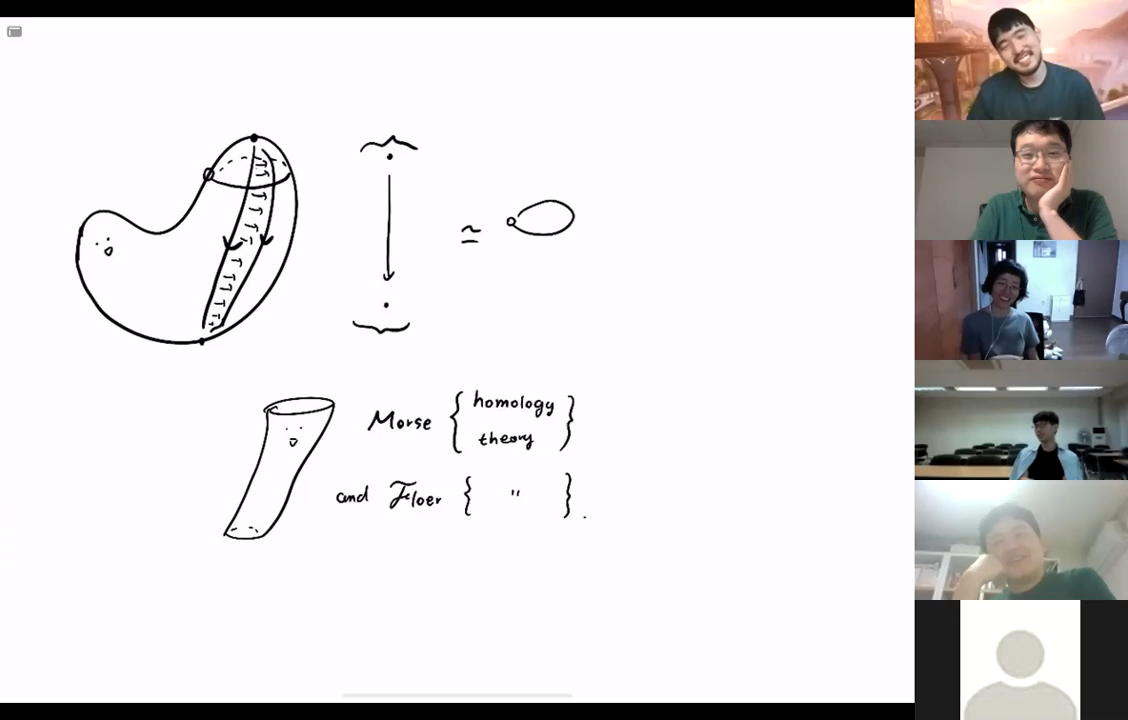 ≃
Morse { homology
theory }
and Floer { " } .